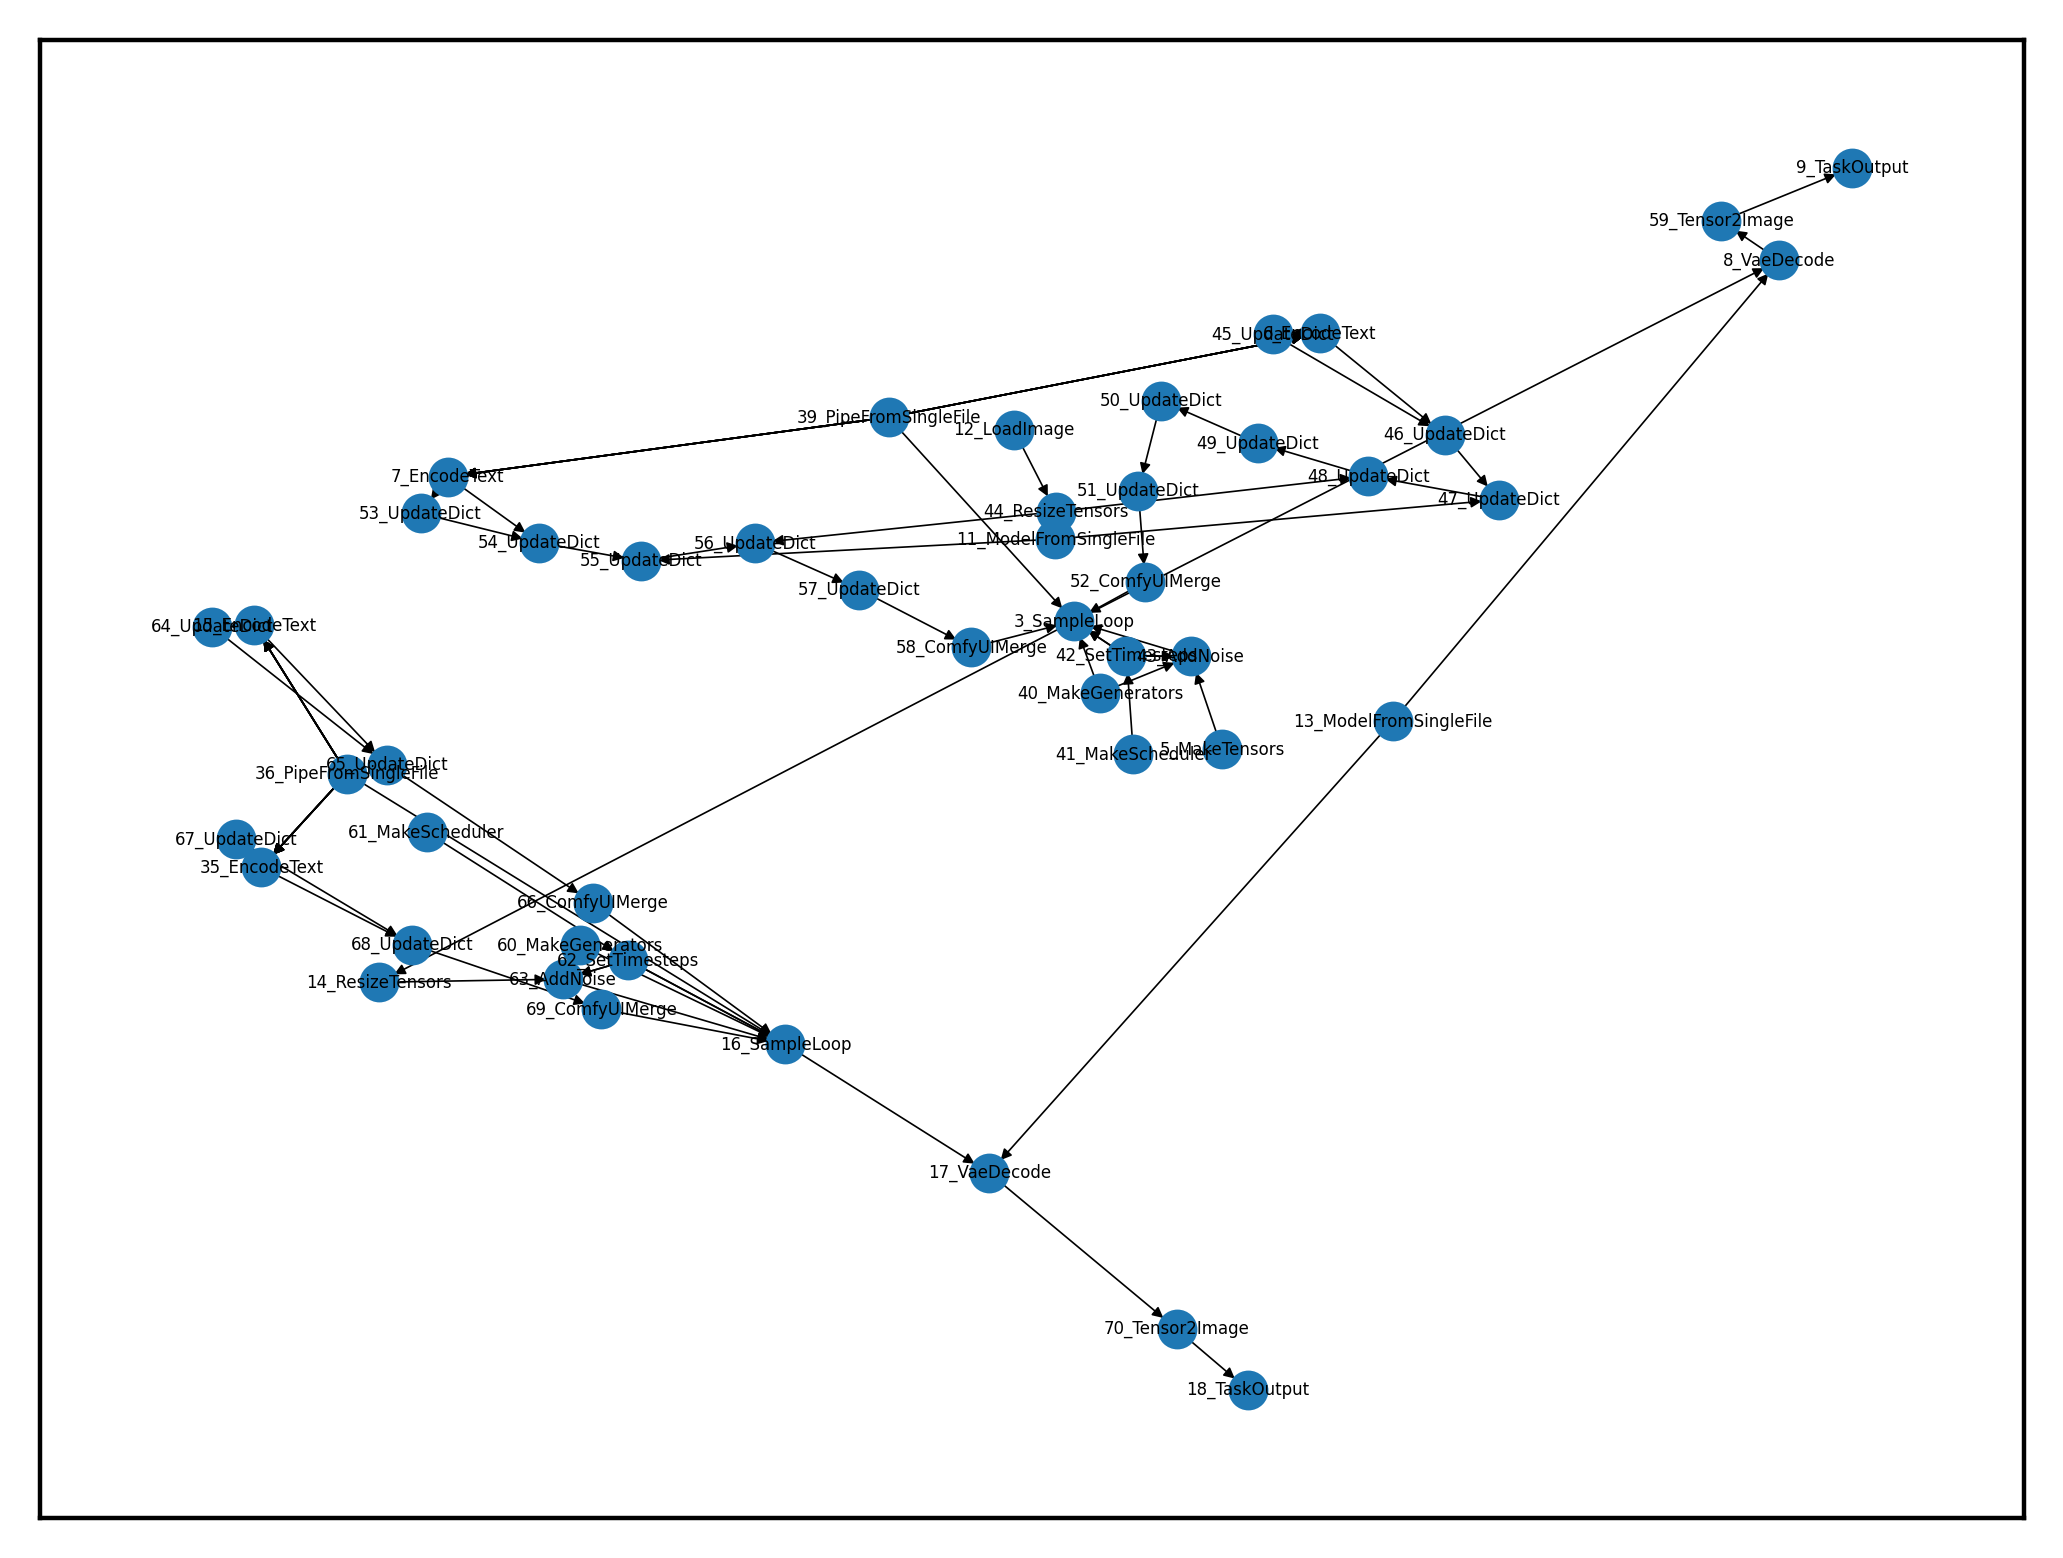 9_TaskOutput
59_Tensor2Image
8_VaeDecode
45_UpdateDict
6_EncodeText
50_UpdateDict
39_PipeFromSingleFile
12_LoadImage
49_UpdateDict
46_UpdateDict
7_EncodeText
48_UpdateDict
51_UpdateDict
47_UpdateDict
53_UpdateDict
44_ResizeTensors
54_UpdateDict
56_UpdateDict
11_ModelFromSingleFile
55_UpdateDict
57_UpdateDict
52_ComfyUIMerge
64_UpdateDict
15_EncodeText
3_SampleLoop
58_ComfyUIMerge
42_SetTimesteps
43_AddNoise
40_MakeGenerators
13_ModelFromSingleFile
41_MakeScheduler
5_MakeTensors
65_UpdateDict
36_PipeFromSingleFile
61_MakeScheduler
67_UpdateDict
35_EncodeText
66_ComfyUIMerge
68_UpdateDict
60_MakeGenerators
62_SetTimesteps
14_ResizeTensors
63_AddNoise
69_ComfyUIMerge
16_SampleLoop
17_VaeDecode
70_Tensor2Image
18_TaskOutput